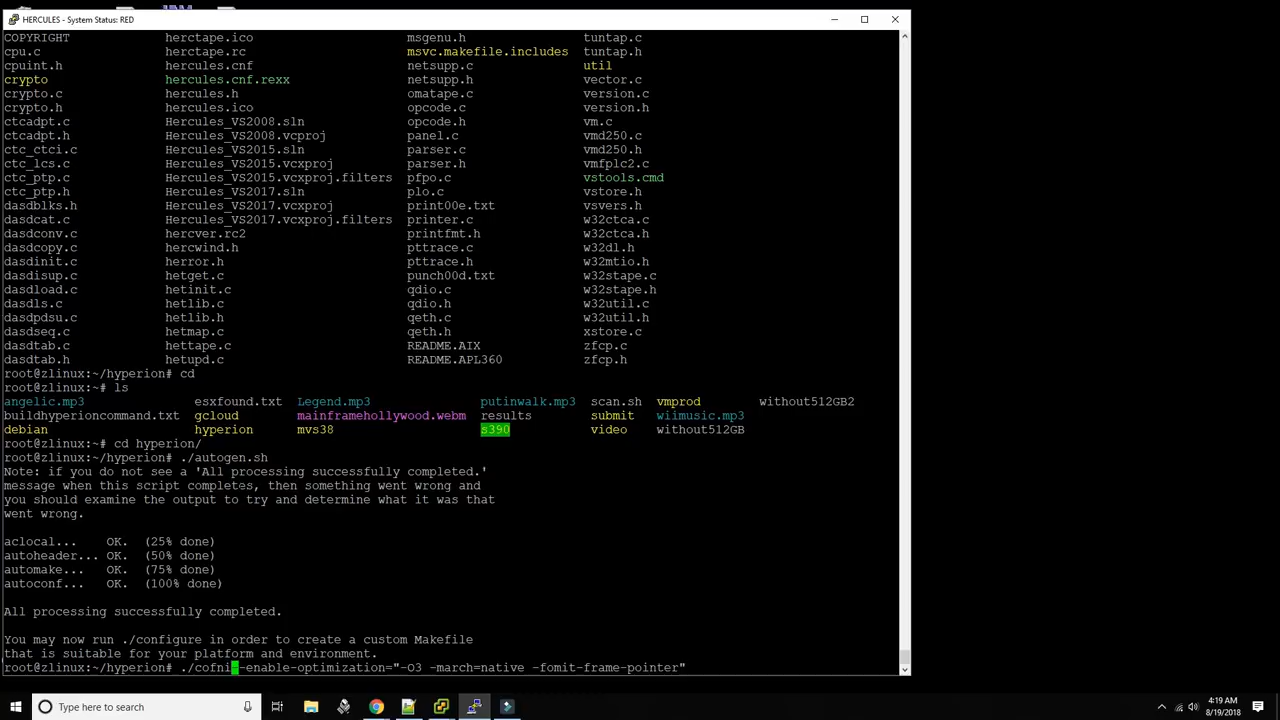 HERCULES - System Status: RED
COPYRIGHT herctape.ico msgenu.h tuntap.c
cpu.c herctape.rc msvc.makefile.includes tuntap.h
cpuint.h hercules.cnf netsupp.c util
crypto hercules.cnf.rexx netsupp.h vector.c
crypto.c hercules.h omatape.c version.c
crypto.h hercules.ico opcode.c version.h
ctcadpt.c Hercules_VS2008.sln opcode.h vm.c
ctcadpt.h Hercules_VS2008.vcproj panel.c vmd250.c
ctc_ctci.c Hercules_VS2015.sln parser.c vmd250.h
ctc_lcs.c Hercules_VS2015.vcxproj parser.h vmfplc2.c
ctc_ptp.c Hercules_VS2015.vcxproj.filters pfpo.c vstools.cmd
ctc_ptp.h Hercules_VS2017.sln plo.c vstore.h
dasdblks.h Hercules_VS2017.vcxproj print00e.txt vsvers.h
dasdcat.c Hercules_VS2017.vcxproj.filters printer.c w32ctca.c
dasdconv.c hercver.rc2 printfmt.h w32ctca.h
dasdcopy.c hercwind.h pttrace.c w32dl.h
dasdinit.c herror.h pttrace.h w32mtio.h
dasdisup.c hetget.c punch00d.txt w32stape.c
dasdload.c hetinit.c qdio.c w32stape.h
dasdls.c hetlib.c qdio.h w32util.c
dasdpdsu.c hetlib.h qeth.c w32util.h
dasdseq.c hetmap.c qeth.h xstore.c
dasdtab.c hettape.c README.AIX zfcp.c
dasdtab.h hetupd.c README.APL360 zfcp.h
root@zlinux:~/hyperion# cd
root@zlinux:~# ls
angelic.mp3 esxfound.txt Legend.mp3 putinwalk.mp3 scan.sh vmprod without512GB2
buildhyperioncommand.txt gcloud mainframehollywood.webm results submit wiimusic.mp3
debian hyperion mvs38 s390 video without512GB
root@zlinux:~# cd hyperion/
root@zlinux:~/hyperion# ./autogen.sh
Note: if you do not see a 'All processing successfully completed.'
message when this script completes, then something went wrong and
you should examine the output to try and determine what it was that
went wrong.
aclocal... OK. (25% done)
autoheader... OK. (50% done)
automake... OK. (75% done)
autoconf... OK. (100% done)
All processing successfully completed.
You may now run ./configure in order to create a custom Makefile
that is suitable for your platform and environment.
root@zlinux:~/hyperion# ./cofni--enable-optimization="-O3 -march=native -fomit-frame-pointer"
Type here to search
4:19 AM
8/19/2018